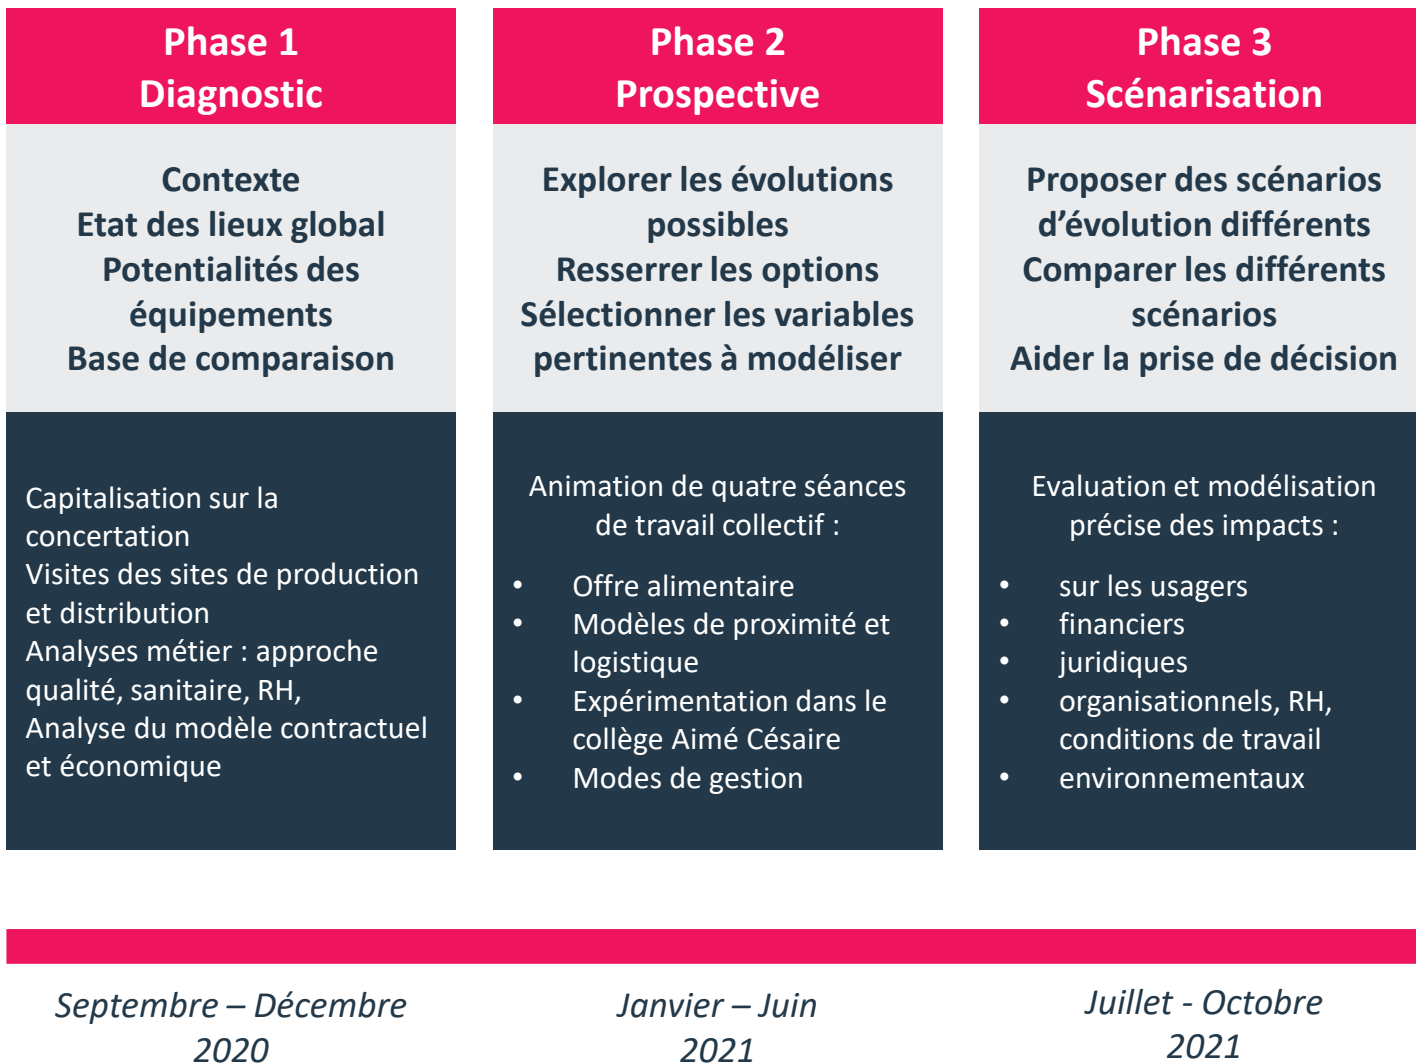 Phase 1
Diagnostic
Contexte
Etat des lieux global
Potentialités des
équipements
Base de comparaison
Capitalisation sur la
concertation
Visites des sites de production
et distribution
Analyses métier : approche
qualité, sanitaire, RH,
Analyse du modèle contractuel
et économique
Phase 2
Prospective
Explorer les évolutions
possibles
Resserrer les options
Sélectionner les variables
pertinentes à modéliser
Animation de quatre séances
de travail collectif :
• Offre alimentaire
• Modèles de proximité et
logistique
• Expérimentation dans le
collège Aimé Césaire
• Modes de gestion
Phase 3
Scénarisation
Proposer des scénarios
d’évolution différents
Comparer les différents
scénarios
Aider la prise de décision
Evaluation et modélisation
précise des impacts :
• sur les usagers
• financiers
• juridiques
• organisationnels, RH,
conditions de travail
• environnementaux
Septembre – Décembre
2020
Janvier – Juin
2021
Juillet - Octobre
2021